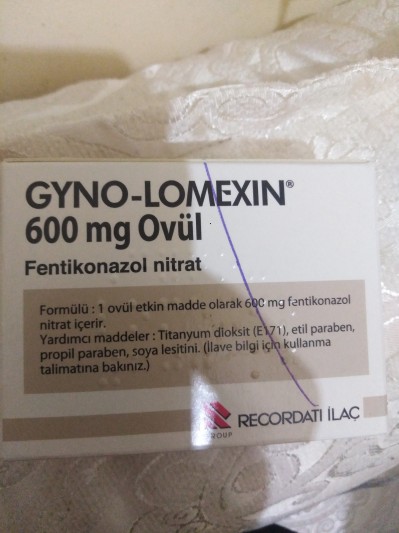 GYNO-LOMEXIN®
600 mg Ovül
Fentikonazol nitrat
Formülü : 1 ovül etkin madde olarak 600 mg fentikonazol
nitrat içerir.
Yardımcı maddeler : Titanyum dioksit (E171), etil paraben,
propil paraben, soya lesitini. (İlave bilgi için kullanma
talimatına bakınız.)
GROUP
RECORDATI İLAÇ